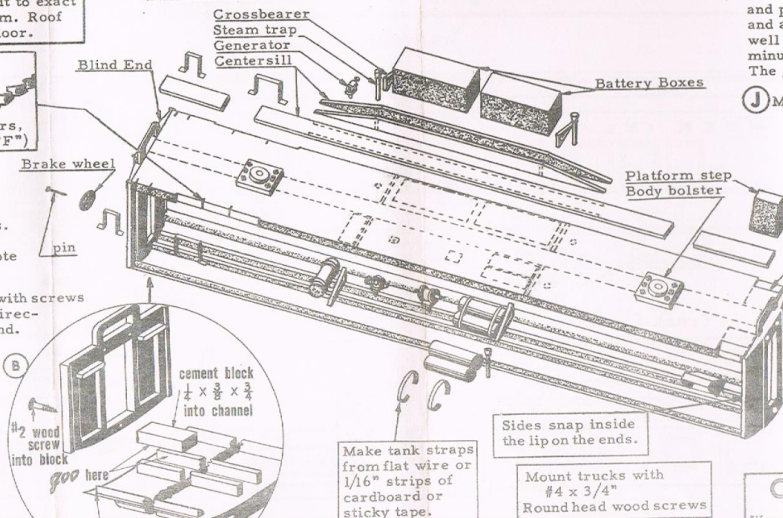 t to exact
m. Roof
loor.
Crossbearer
Steam trap
Generator
Centersill
Blind End
Battery Boxes
and p
and a
well
minu
The
J M
rs,
"F")
Brake wheel
pin
Platform step
Body bolster
s.
ote
with screws
irec-
nd.
B
cement block
1/4 x 3/8 x 3/4
into channel
#2 wood
screw
into block
goo here
Make tank straps
from flat wire or
1/16" strips of
cardboard or
sticky tape.
Sides snap inside
the lip on the ends.
Mount trucks with
#4 x 3/4"
Round head wood screws